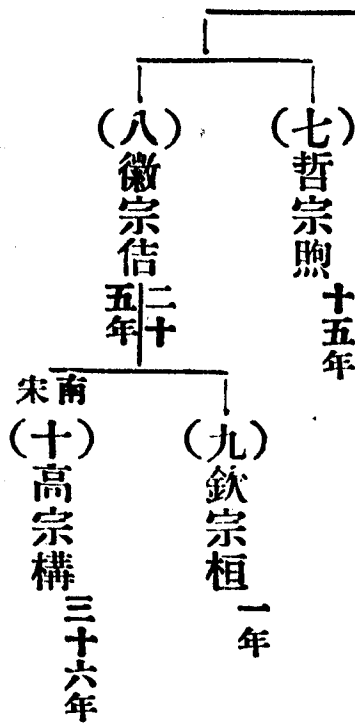 (七)哲宗煦
十五年
(八)徽宗佶
二十五年
(九)欽宗桓
一年
南宋
(十)高宗構
三十六年